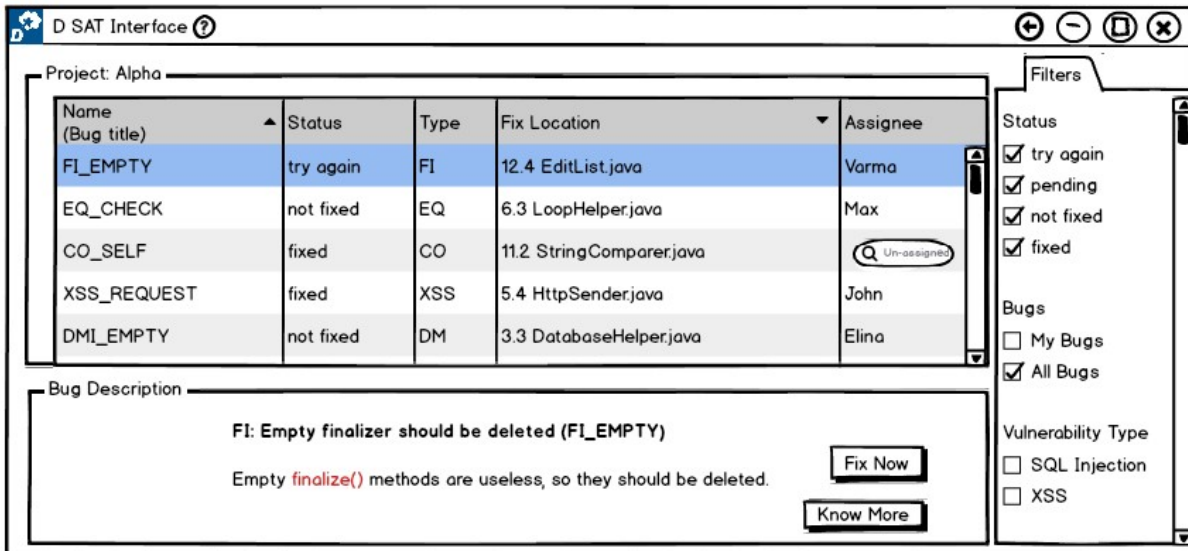 D
D SAT Interface ?
Project: Alpha
Filters
Name
(Bug title) Status Type Fix Location Assignee
FI_EMPTY try again FI 12.4 EditList.java Varma
EQ_CHECK not fixed EQ 6.3 LoopHelper.java Max
CO_SELF fixed CO 11.2 StringComparer.java Un-assigned
XSS_REQUEST fixed XSS 5.4 HttpSender.java John
DMI_EMPTY not fixed DM 3.3 DatabaseHelper.java Elina
Status
try again
pending
not fixed
fixed
Bugs
My Bugs
All Bugs
Vulnerability Type
SQL Injection
XSS
Bug Description
FI: Empty finalizer should be deleted (FI_EMPTY)
Empty finalize() methods are useless, so they should be deleted.
Fix Now
Know More